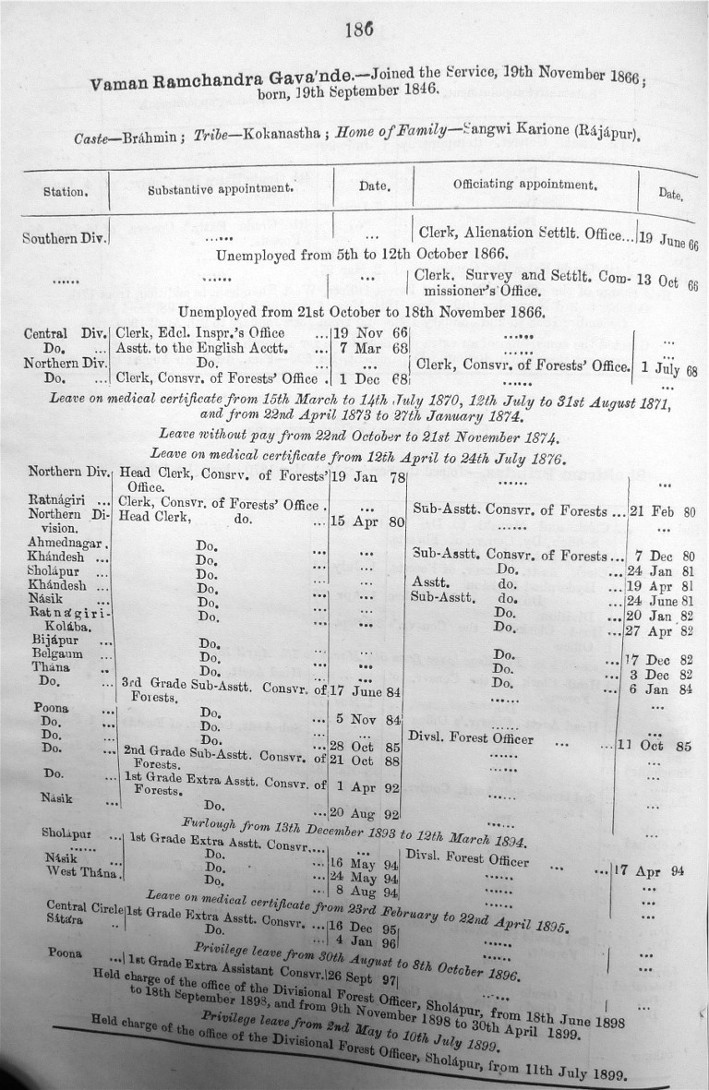 186
Vaman Ramchandra Gava'nde.—Joined the Service, 19th November 1866;
born, 19th September 1846.
Caste—Bráhmin; Tribe—Kokanastha; Home of Family—Sangwi Karione (Rájápur).
Station. Substantive appointment. Date. Officiating appointment. Date.
Southern Div. ...... ... Clerk, Alienation Settlt. Office... 19 June 66
Unemployed from 5th to 12th October 1866.
...... ...... ... Clerk, Survey and Settlt. Com- 13 Oct 66
missioner's Office.
Unemployed from 21st October to 18th November 1866.
Central Div. Clerk, Edcl. Inspr.'s Office ... 19 Nov 66 ...... ...
Do. ... Asstt. to the English Acctt. ... 7 Mar 68 ...... ...
Northern Div. Do. ... ... Clerk, Consvr. of Forests' Office. 1 July 68
Do. ... Clerk, Consvr. of Forests' Office . 1 Dec 68 ...... ...
Leave on medical certificate from 15th March to 14th July 1870, 12th July to 31st August 1871,
and from 22nd April 1873 to 27th January 1874.
Leave without pay from 22nd October to 21st November 1874.
Leave on medical certificate from 12th April to 24th July 1876.
Northern Div. Head Clerk, Consrv. of Forests' 19 Jan 78 ...... ...
Office.
Ratnágiri ... Clerk, Consvr. of Forests' Office . ... Sub-Asstt. Consvr. of Forests ... 21 Feb 80
Northern Di- Head Clerk, do. ... 15 Apr 80 ...... ...
vision.
Ahmednagar. Do. ... ... Sub-Asstt. Consvr. of Forests ... 7 Dec 80
Khándesh ... Do. ... ... Do. ... 24 Jan 81
Sholápur ... Do. ... ... Asstt. do. ... 19 Apr 81
Khándesh ... Do. ... ... Sub-Asstt. do. ... 24 June 81
Násik ... Do. ... ... Do. ... 20 Jan 82
Ratnágiri- Do. ... ... Do. ... 27 Apr 82
Kolába.
Bijápur ... Do. ... ... Do. ... 17 Dec 82
Belgaum ... Do. ... ... Do. ... 3 Dec 82
Thána .. Do. ... ... Do. ... 6 Jan 84
Do. ... 3rd Grade Sub-Asstt. Consvr. of 17 June 84 ...... ...
Forests.
Poona ... Do. ... 5 Nov 84 ...... ...
Do. ... Do. ... ... Divsl. Forest Officer ... ... 11 Oct 85
Do. ... Do. ... 28 Oct 85 ...... ...
Do. ... 2nd Grade Sub-Asstt. Consvr. of 21 Oct 88 ...... ...
Forests.
Do. ... 1st Grade Extra Asstt. Consvr. of 1 Apr 92 ...... ...
Forests.
Násik ... Do. ... 20 Aug 92 ...... ...
Furlough from 13th December 1893 to 12th March 1894.
Sholápur ... 1st Grade Extra Asstt. Consvr.... ... Divsl. Forest Officer ... ... 17 Apr 94
...... Do. ... 16 May 94 ...... ...
Násik ... Do. ... 24 May 94 ...... ...
West Thána. Do. ... 8 Aug 94 ...... ...
Leave on medical certificate from 23rd February to 22nd April 1895.
Central Circle 1st Grade Extra Asstt. Consvr. ... 16 Dec 95 ...... ...
Sátára .. Do. ... 4 Jan 96 ...... ...
Privilege leave from 30th August to 8th October 1896.
Poona ... 1st Grade Extra Assistant Consvr. 26 Sept 97 ...... ...
Held charge of the office of the Divisional Forest Officer, Sholápur, from 18th June 1898
to 18th September 1898, and from 9th November 1898 to 30th April 1899.
Privilege leave from 2nd May to 10th July 1899.
Held charge of the office of the Divisional Forest Officer, Sholápur, from 11th July 1899.